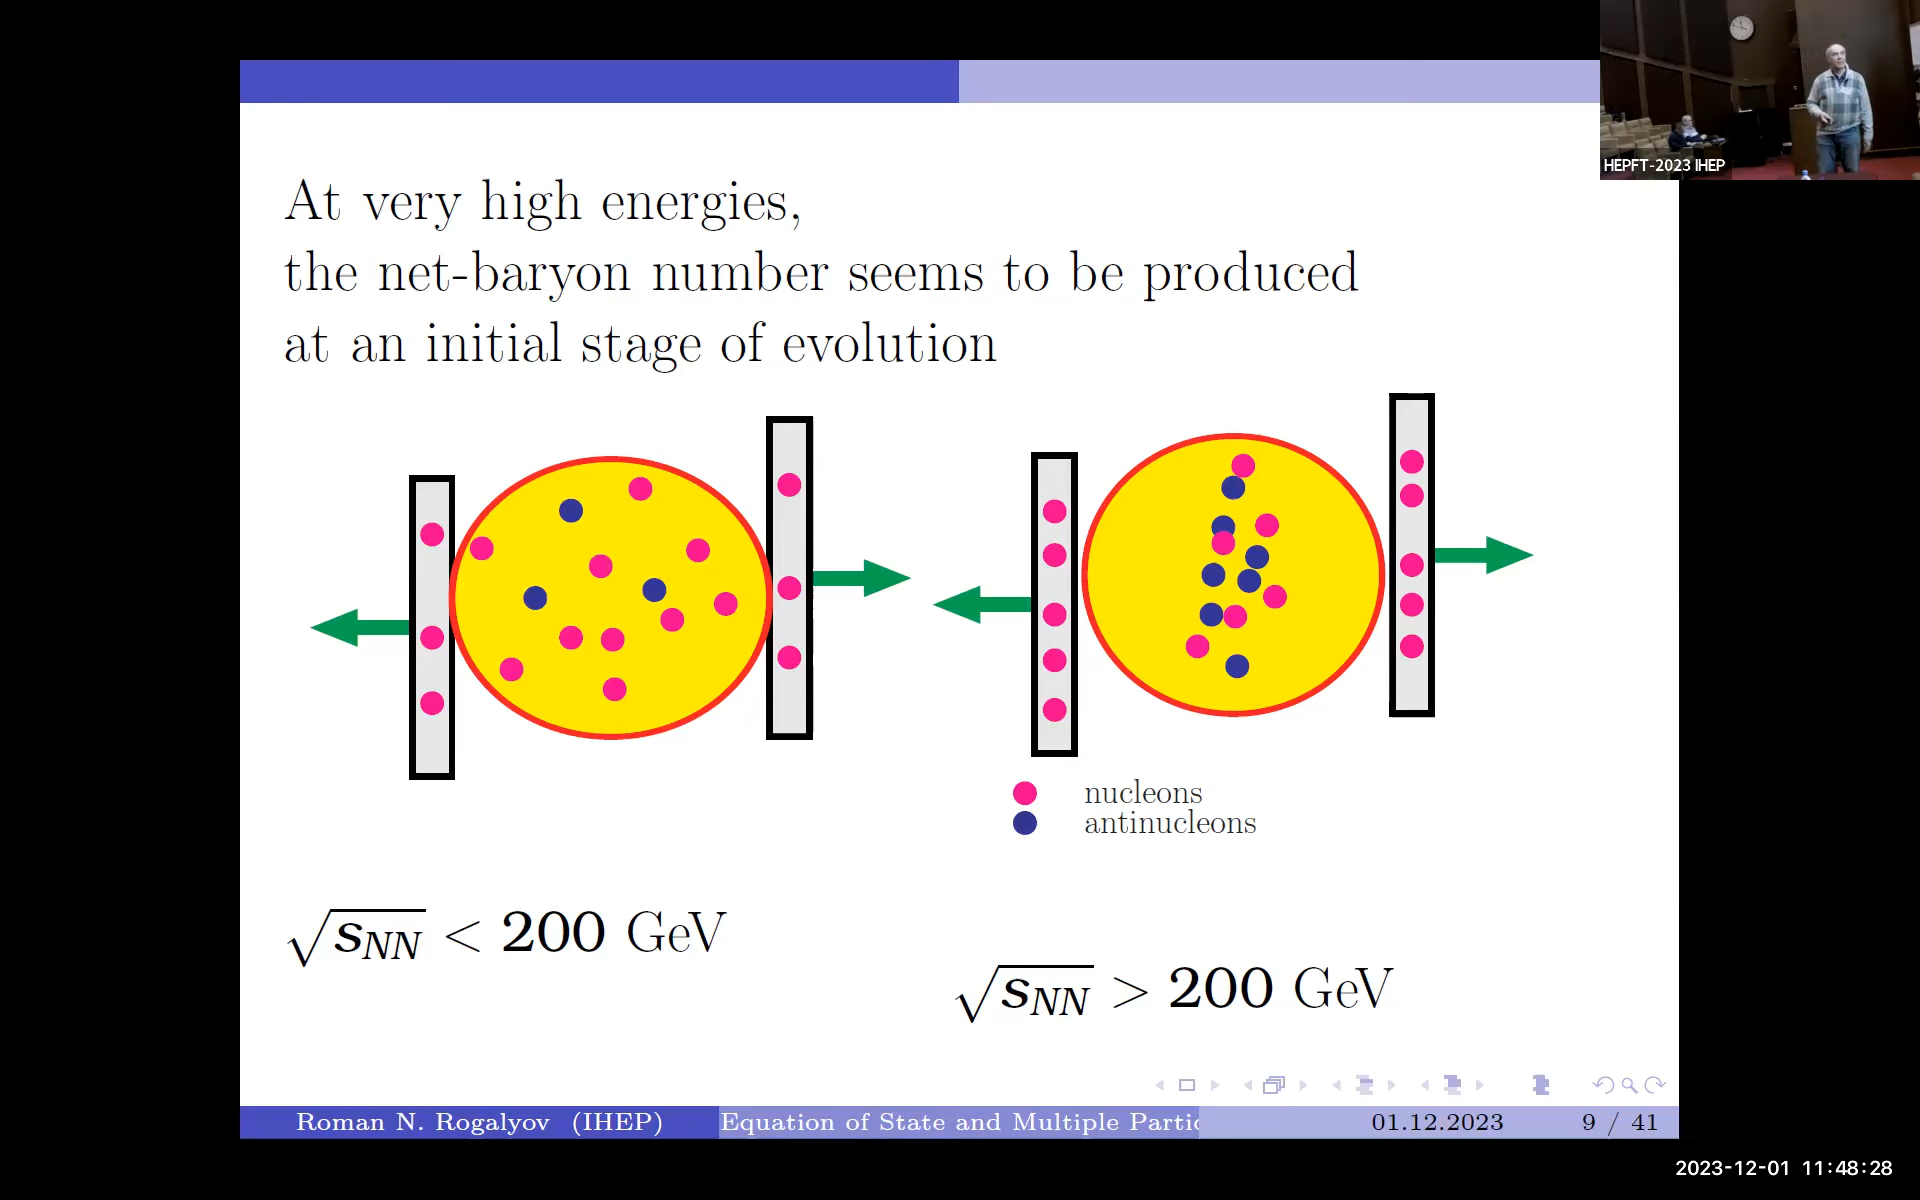 HEPFT-2023 IHEP
At very high energies,
the net-baryon number seems to be produced
at an initial stage of evolution
nucleons
antinucleons
√s_NN < 200 GeV
√s_NN > 200 GeV
Roman N. Rogalyov (IHEP) Equation of State and Multiple Partic 01.12.2023 9 / 41
2023-12-01 11:48:28